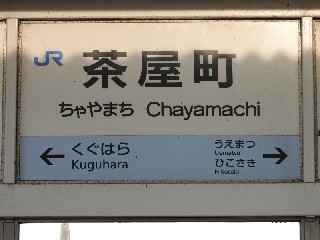 JR 茶屋町
ちゃやまち Chayamachi
← くぐはら
Kuguhara
うえまつ →
Uematsu
ひこさき
Hikosaki